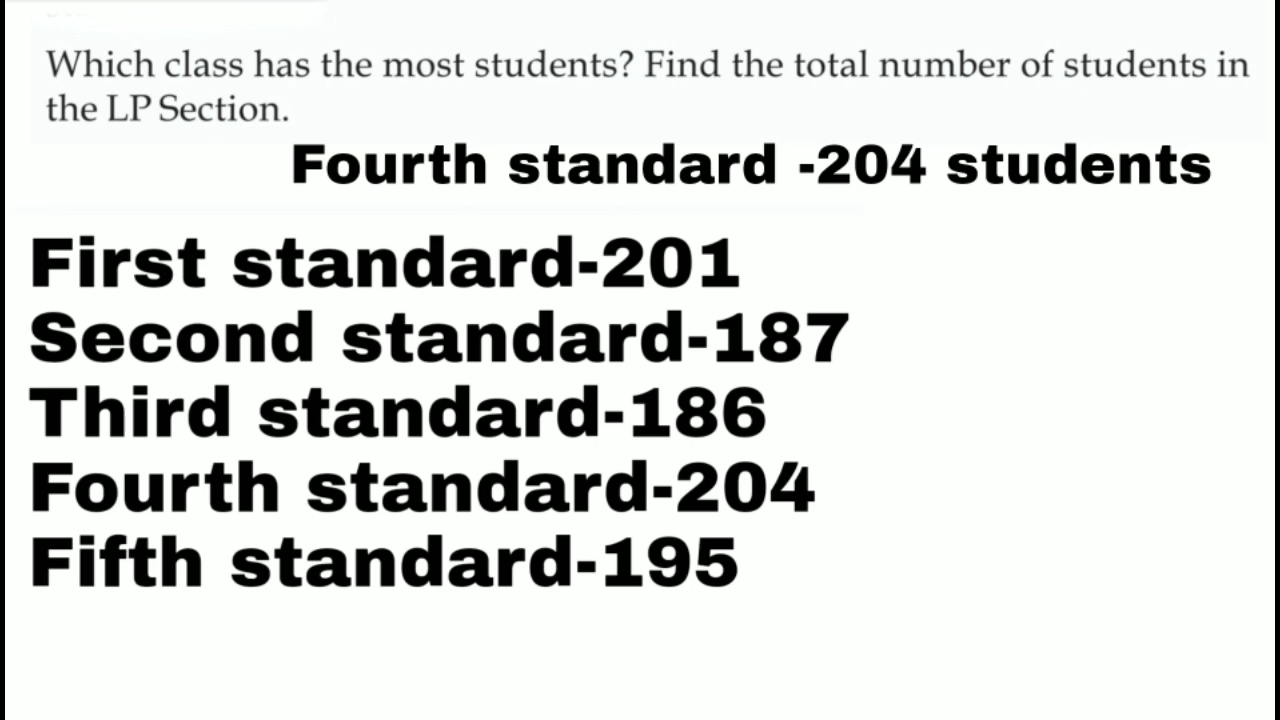 Which class has the most students? Find the total number of students in
the LP Section.
Fourth standard -204 students
First standard-201
Second standard-187
Third standard-186
Fourth standard-204
Fifth standard-195